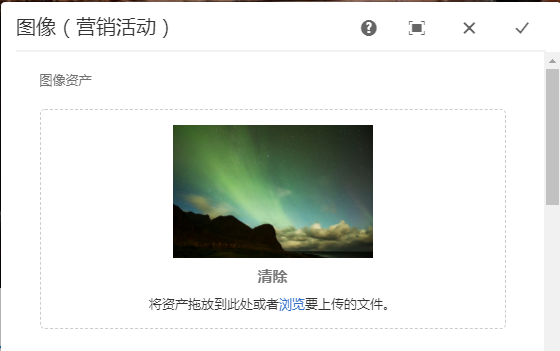 图像（营销活动）
图像资产
清除
将资产拖放到此处或者浏览要上传的文件。